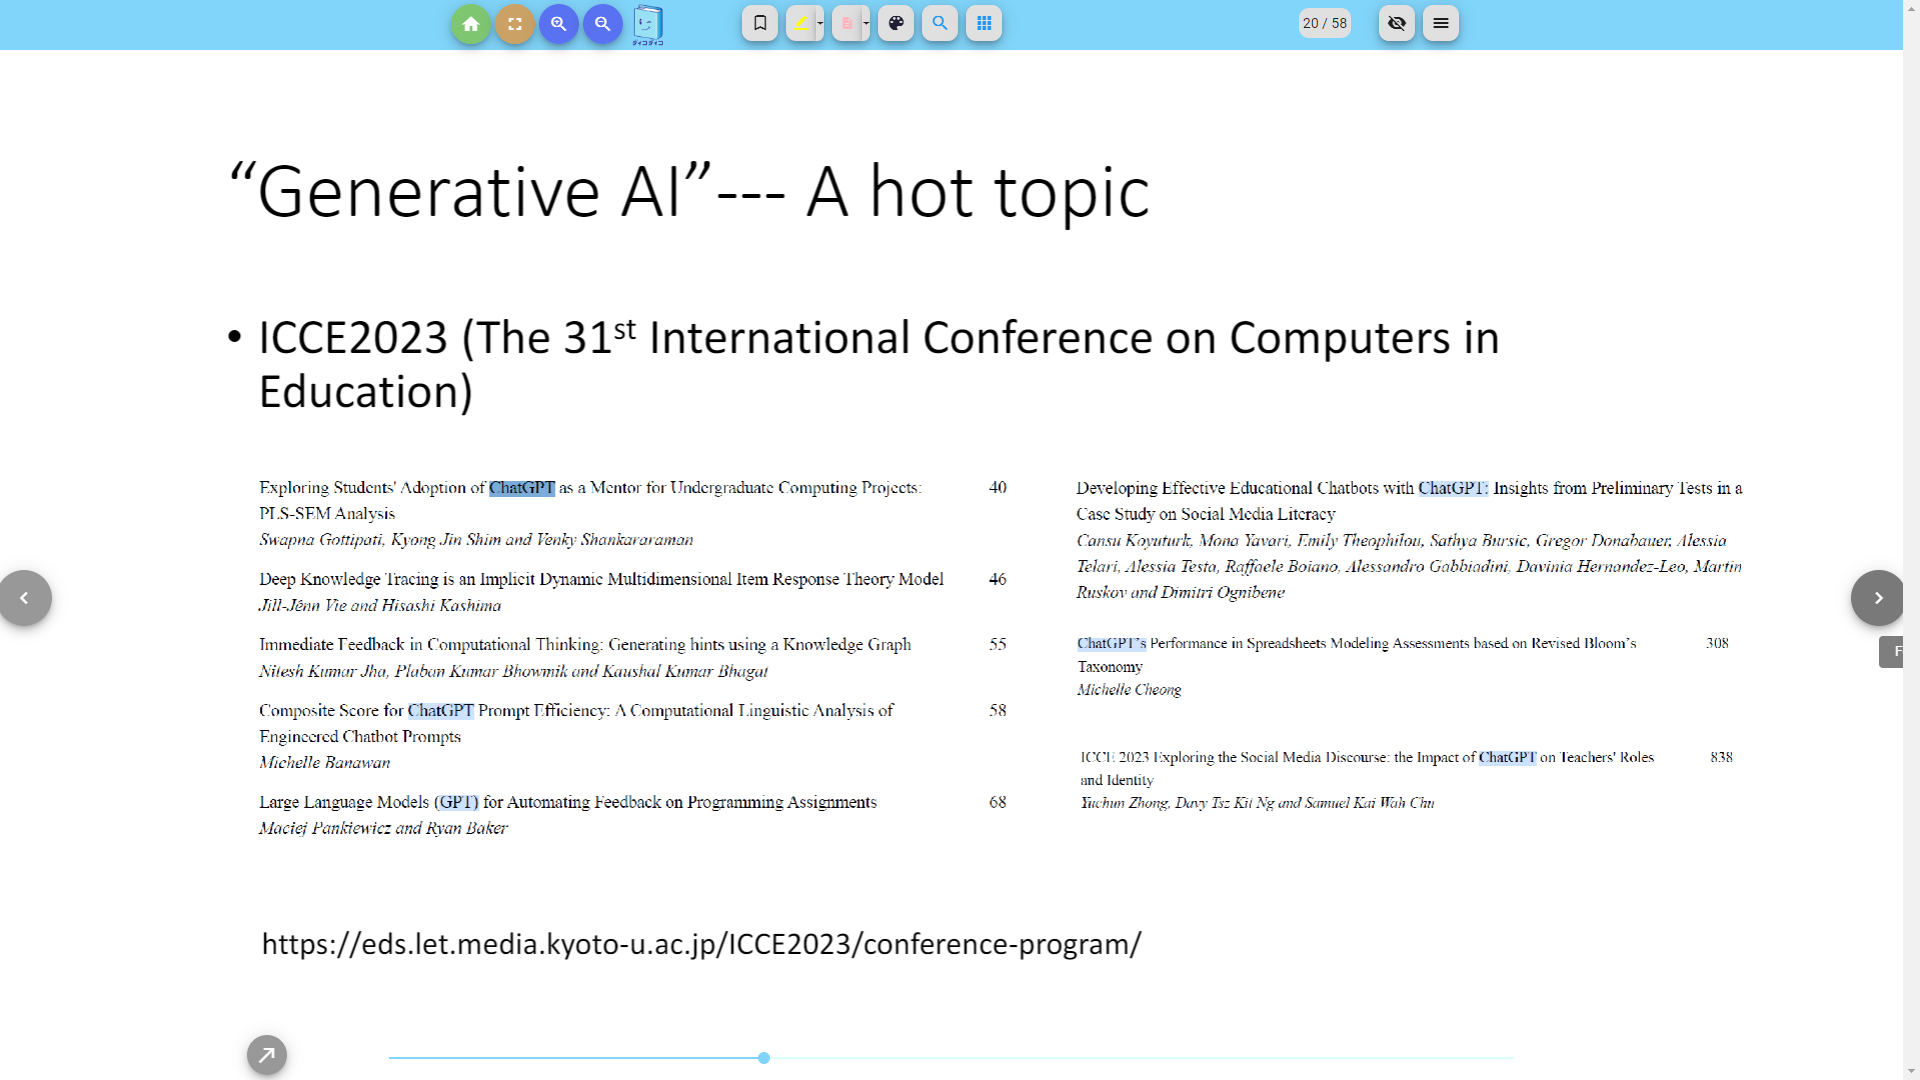 20 / 58
“Generative AI”--- A hot topic
• ICCE2023 (The 31st International Conference on Computers in
Education)
Exploring Students' Adoption of ChatGPT as a Mentor for Undergraduate Computing Projects: 40
PLS-SEM Analysis
Swapna Gottipati, Kyong Jin Shim and Venky Shankararaman
Deep Knowledge Tracing is an Implicit Dynamic Multidimensional Item Response Theory Model 46
Jill-Jênn Vie and Hisashi Kashima
Immediate Feedback in Computational Thinking: Generating hints using a Knowledge Graph 55
Nitesh Kumar Jha, Plaban Kumar Bhowmik and Kaushal Kumar Bhagat
Composite Score for ChatGPT Prompt Efficiency: A Computational Linguistic Analysis of 58
Engineered Chatbot Prompts
Michelle Banawan
Large Language Models (GPT) for Automating Feedback on Programming Assignments 68
Maciej Pankiewicz and Ryan Baker
Developing Effective Educational Chatbots with ChatGPT: Insights from Preliminary Tests in a
Case Study on Social Media Literacy
Cansu Koyuturk, Mona Yavari, Emily Theophilou, Sathya Bursic, Gregor Donabauer, Alessia
Telari, Alessia Testa, Raffaele Boiano, Alessandro Gabbiadini, Davinia Hernandez-Leo, Martin
Ruskov and Dimitri Ognibene
ChatGPT’s Performance in Spreadsheets Modeling Assessments based on Revised Bloom’s 308
Taxonomy
Michelle Cheong
ICCE 2023 Exploring the Social Media Discourse: the Impact of ChatGPT on Teachers' Roles 838
and Identity
Yuchun Zhong, Davy Tsz Kit Ng and Samuel Kai Wah Chu
F
https://eds.let.media.kyoto-u.ac.jp/ICCE2023/conference-program/